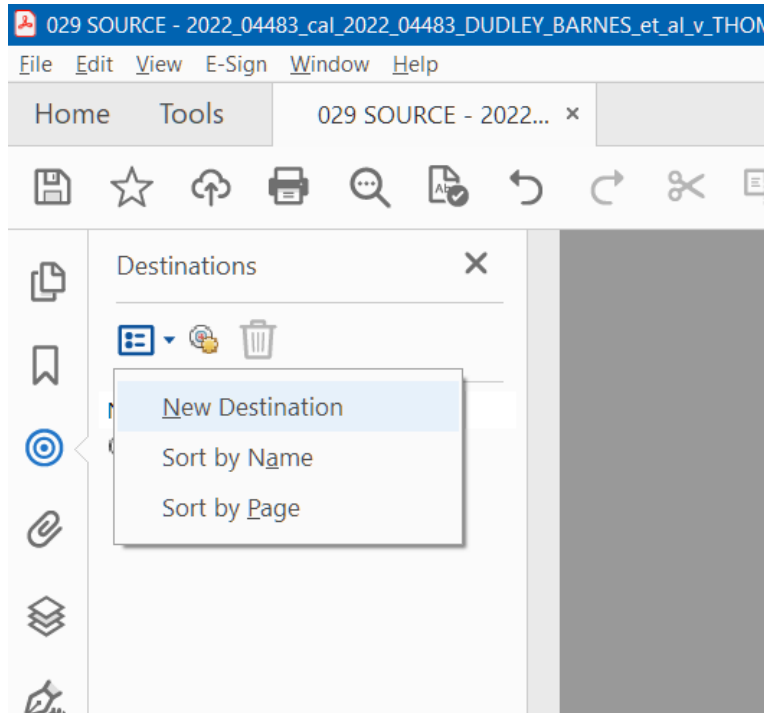 029 SOURCE - 2022_04483_cal_2022_04483_DUDLEY_BARNES_et_al_v_THOM
File Edit View E-Sign Window Help
Home Tools 029 SOURCE - 2022... ×
Destinations
New Destination
Sort by Name
Sort by Page